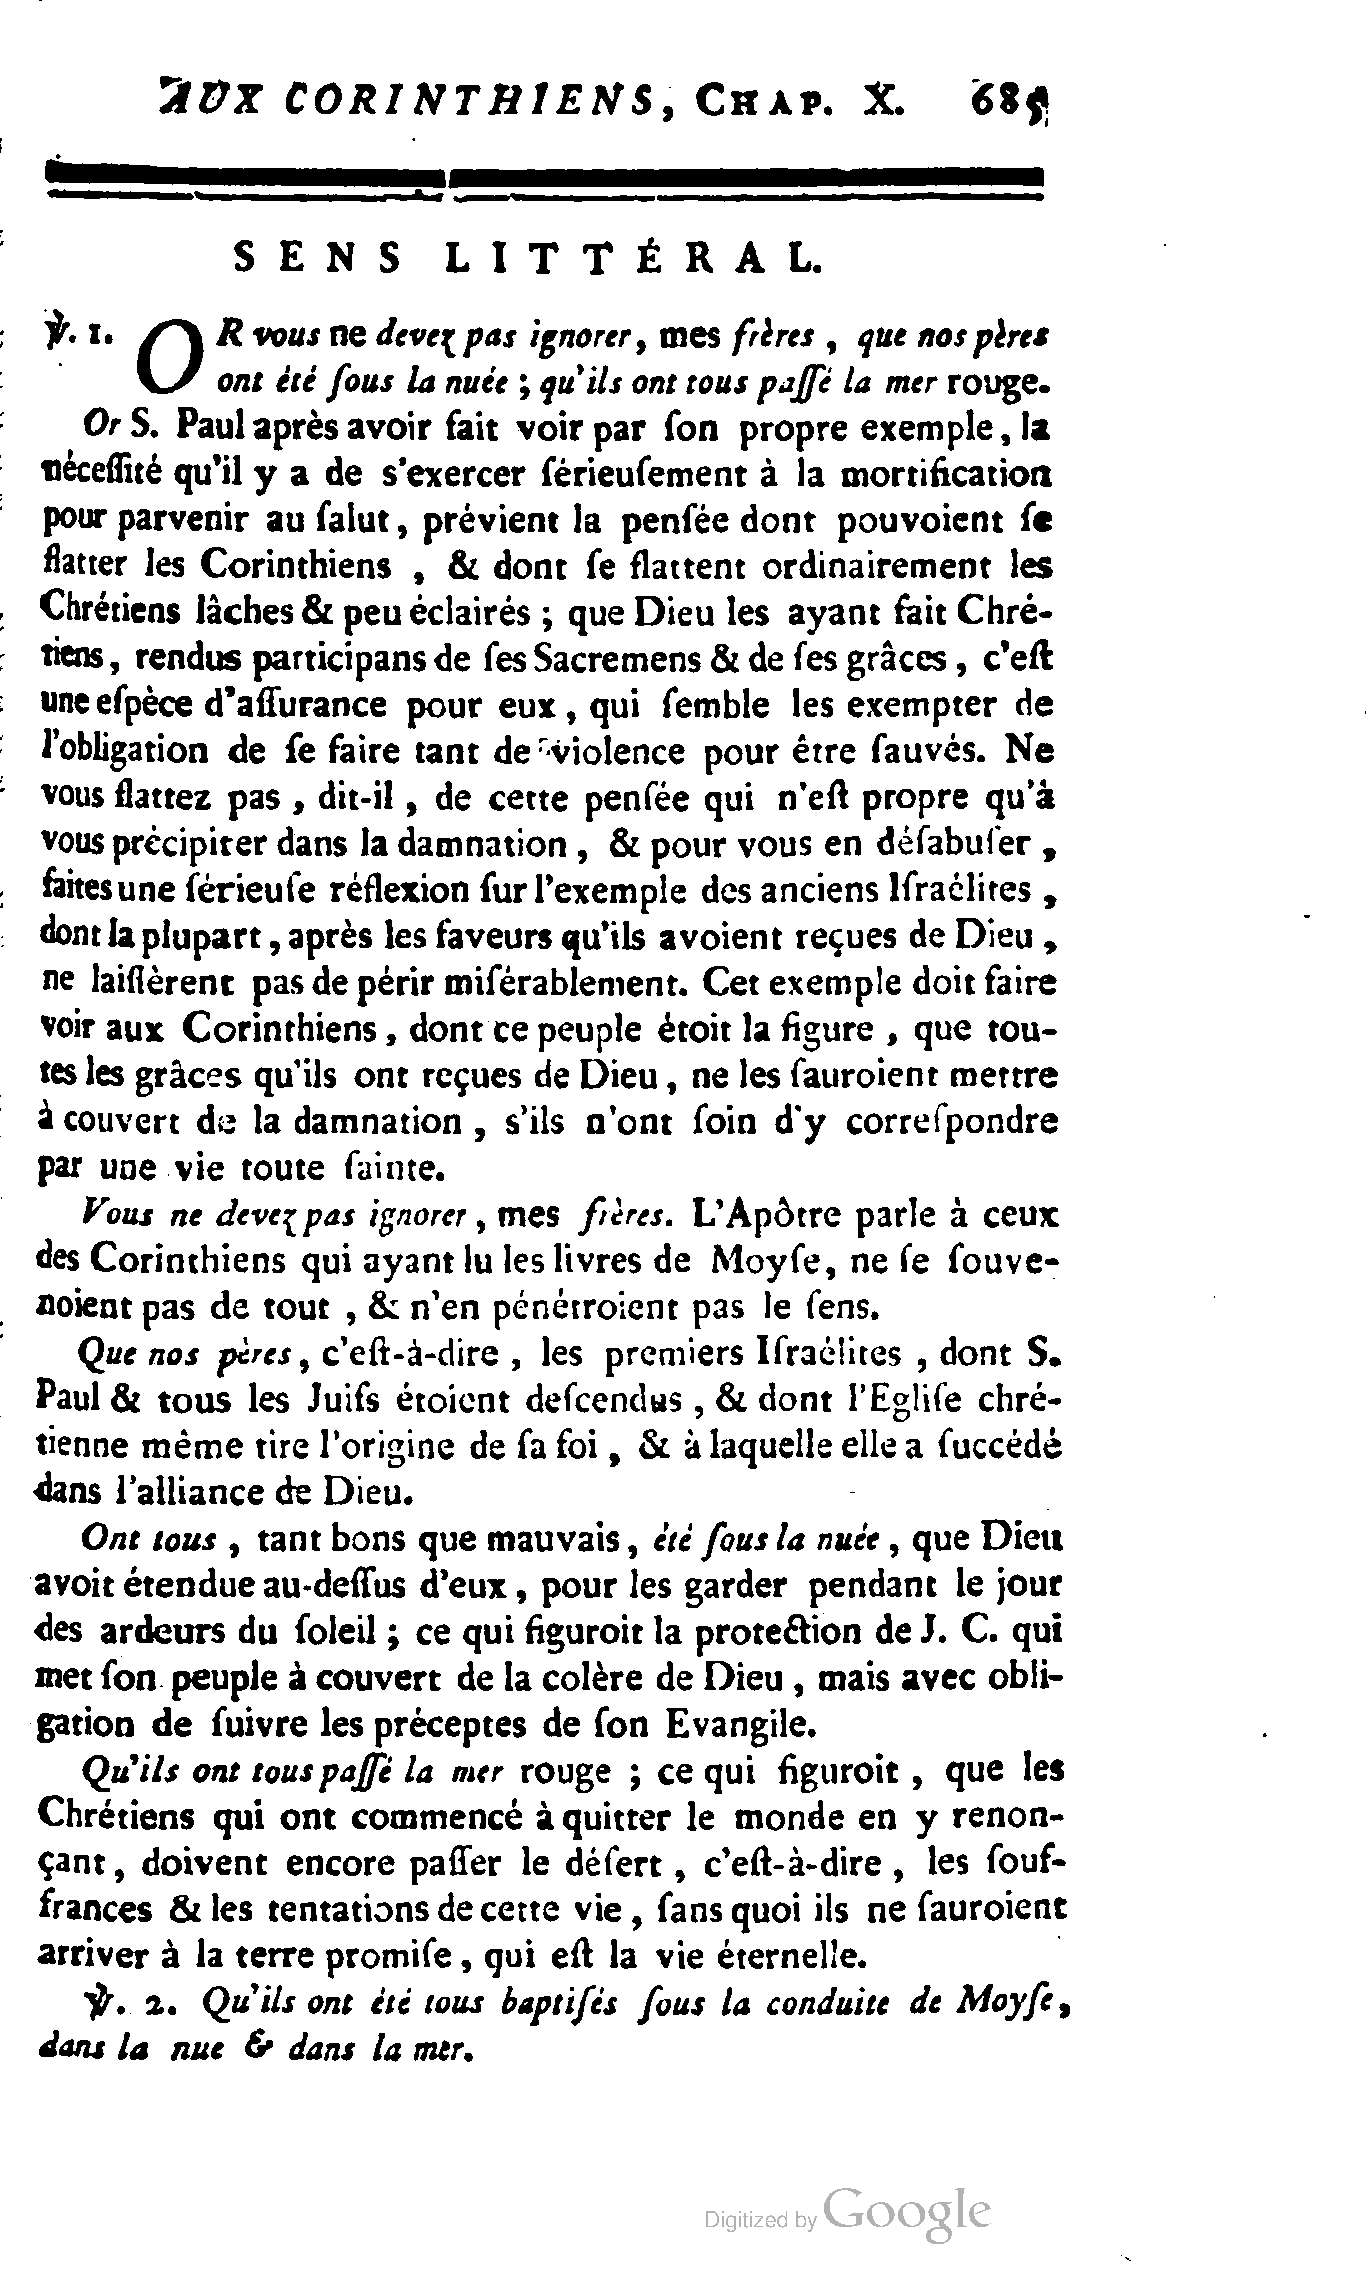 AUX CORINTHIENS, CHAP. X. 685
SENS LITTÉRAL.
℣. 1. OR vous ne devez pas ignorer, mes frères, que nos pères
ont été ſous la nuée; qu'ils ont tous paſſé la mer rouge.
Or S. Paul après avoir fait voir par ſon propre exemple, la
néceſſité qu'il y a de s'exercer ſérieuſement à la mortification
pour parvenir au ſalut, prévient la penſée dont pouvoient ſe
flatter les Corinthiens, & dont ſe flattent ordinairement les
Chrétiens lâches & peu éclairés; que Dieu les ayant fait Chré-
tiens, rendus participans de ſes Sacremens & de ſes grâces, c'eſt
une eſpèce d'aſſurance pour eux, qui ſemble les exempter de
l'obligation de ſe faire tant de violence pour être ſauvés. Ne
vous flattez pas, dit-il, de cette penſée qui n'eſt propre qu'à
vous précipiter dans la damnation, & pour vous en déſabuſer,
faites une ſérieuſe réflexion ſur l'exemple des anciens Iſraélites,
dont la plupart, après les faveurs qu'ils avoient reçues de Dieu,
ne laiſſèrent pas de périr miſérablement. Cet exemple doit faire
voir aux Corinthiens, dont ce peuple étoit la figure, que tou-
tes les grâces qu'ils ont reçues de Dieu, ne les ſauroient mettre
à couvert de la damnation, s'ils n'ont ſoin d'y correſpondre
par une vie toute ſainte.
Vous ne devez pas ignorer, mes frères. L'Apôtre parle à ceux
des Corinthiens qui ayant lu les livres de Moyſe, ne ſe ſouve-
noient pas de tout, & n'en pénétroient pas le ſens.
Que nos pères, c'eſt-à-dire, les premiers Iſraélites, dont S.
Paul & tous les Juifs étoient deſcendus, & dont l'Egliſe chré-
tienne même tire l'origine de ſa foi, & à laquelle elle a ſuccédé
dans l'alliance de Dieu.
Ont tous, tant bons que mauvais, été ſous la nuée, que Dieu
avoit étendue au-deſſus d'eux, pour les garder pendant le jour
des ardeurs du ſoleil; ce qui figuroit la protection de J. C. qui
met ſon peuple à couvert de la colère de Dieu, mais avec obli-
gation de ſuivre les préceptes de ſon Evangile.
Qu'ils ont tous paſſé la mer rouge; ce qui figuroit, que les
Chrétiens qui ont commencé à quitter le monde en y renon-
çant, doivent encore paſſer le déſert, c'eſt-à-dire, les ſouf-
frances & les tentations de cette vie, ſans quoi ils ne ſauroient
arriver à la terre promiſe, qui eſt la vie éternelle.
℣. 2. Qu'ils ont été tous baptiſés ſous la conduite de Moyſe,
dans la nue & dans la mer.
Digitized by Google